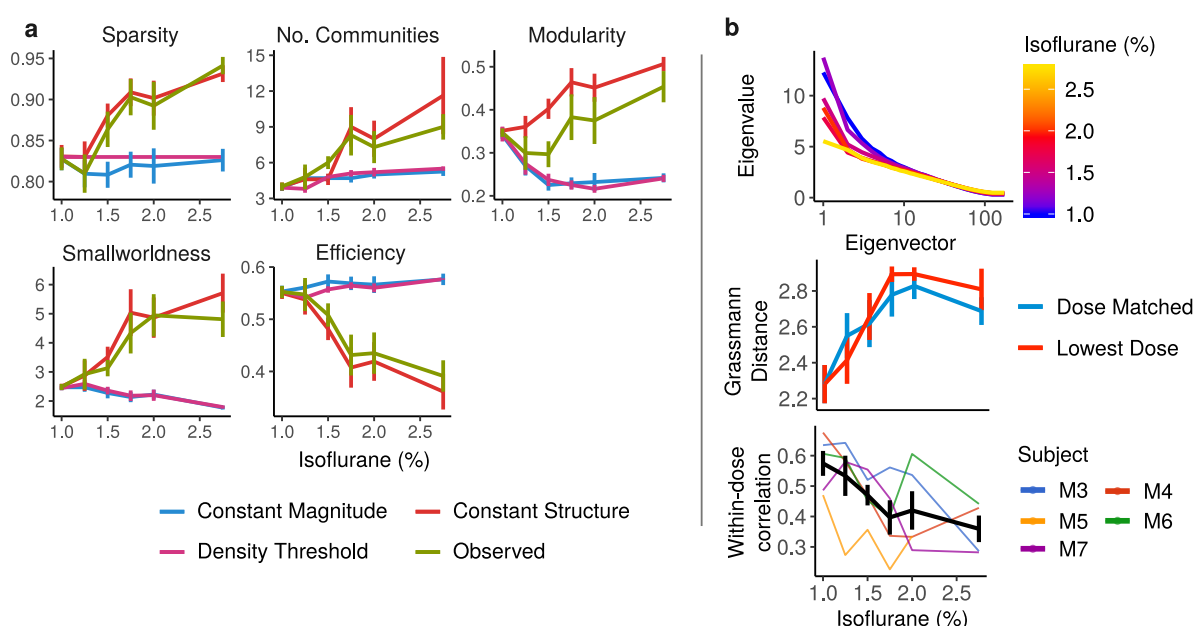 a
Sparsity
No. Communities
Modularity
0.95
0.90
0.85
0.80
1.0 1.5 2.0 2.5
15
12
9
6
3
1.0 1.5 2.0 2.5
0.5
0.4
0.3
0.2
1.0 1.5 2.0 2.5
Smallworldness
Efficiency
6
5
4
3
2
1.0 1.5 2.0 2.5
0.6
0.5
0.4
1.0 1.5 2.0 2.5
Isoflurane (%)
Constant Magnitude
Constant Structure
Density Threshold
Observed
b
Eigenvalue
10
5
0
1 10 100
Eigenvector
Isoflurane (%)
2.5
2.0
1.5
1.0
Grassmann
Distance
2.8
2.6
2.4
2.2
Dose Matched
Lowest Dose
Within-dose
correlation
0.6
0.5
0.4
0.3
1.0 1.5 2.0 2.5
Isoflurane (%)
Subject
M3 M4
M5 M6
M7